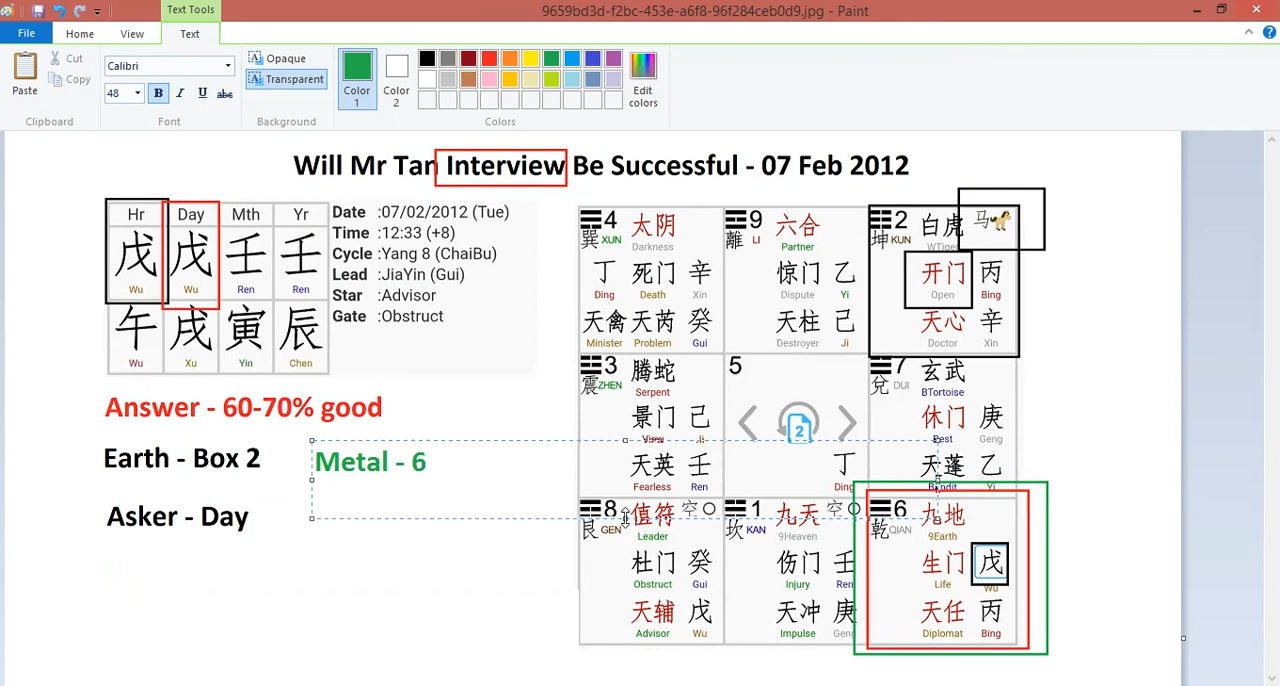 Text Tools
9659bd3d-f2bc-453e-a6f8-96f284ceb0d9.jpg - Paint
File Home View Text
Paste Cut Copy
Clipboard
Calibri
48 B I U abc
Font
Opaque
Transparent
Background
Color 1
Color 2
Edit colors
Colors
Will Mr Tan Interview Be Successful - 07 Feb 2012
Hr Day Mth Yr
戊 戊 壬 壬
Wu Wu Ren Ren
午 戌 寅 辰
Wu Xu Yin Chen
Date :07/02/2012 (Tue)
Time :12:33 (+8)
Cycle :Yang 8 (ChaiBu)
Lead :JiaYin (Gui)
Star :Advisor
Gate :Obstruct
Answer - 60-70% good
Earth - Box 2
Metal - 6
Asker - Day
4 太阴
巽 XUN Darkness
丁 死门 辛
Ding Death Xin
天禽 天芮 癸
Minister Problem Gui
9 六合
離 LI Partner
惊门 乙
Dispute Yi
天柱 己
Destroyer Ji
2 白虎 马
坤 KUN WTiger
开门 丙
Open Bing
天心 辛
Doctor Xin
3 腾蛇
震 ZHEN Serpent
景门 己
View Ji
天英 壬
Fearless Ren
5
2
丁
Ding
7 玄武
兌 DUI BTortoise
休门 庚
Rest Geng
天蓬 乙
Bandit Yi
8 值符 空
艮 GEN Leader
杜门 癸
Obstruct Gui
天辅 戊
Advisor Wu
1 九天 空
坎 KAN 9Heaven
伤门 壬
Injury Ren
天冲 庚
Impulse Geng
6 九地
乾 QIAN 9Earth
生门 戊
Life Wu
天任 丙
Diplomat Bing